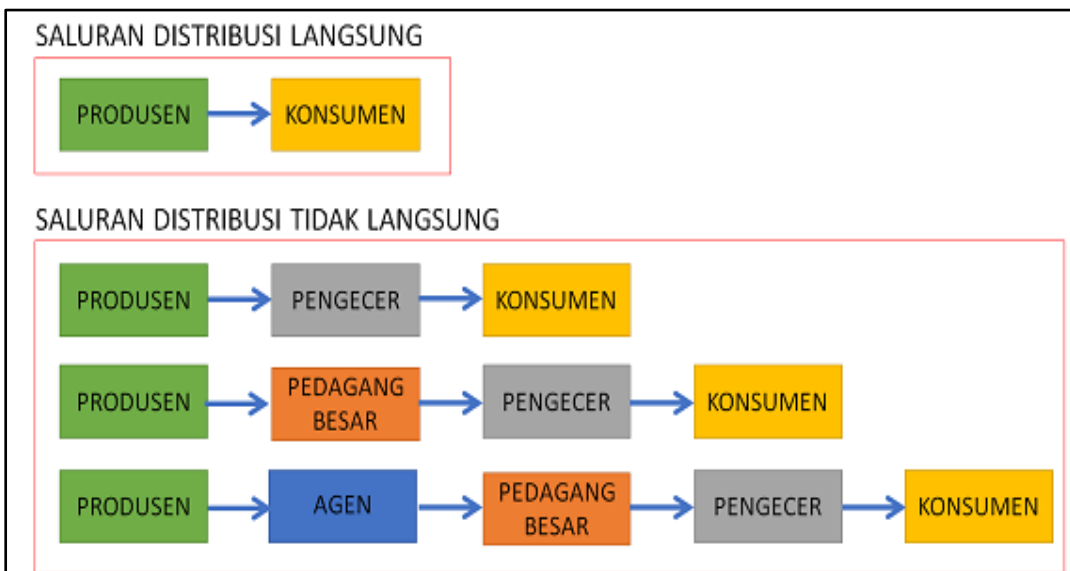 SALURAN DISTRIBUSI LANGSUNG
PRODUSEN
KONSUMEN
SALURAN DISTRIBUSI TIDAK LANGSUNG
PRODUSEN
PENGECER
KONSUMEN
PRODUSEN
PEDAGANG
BESAR
PENGECER
KONSUMEN
PRODUSEN
AGEN
PEDAGANG
BESAR
PENGECER
KONSUMEN